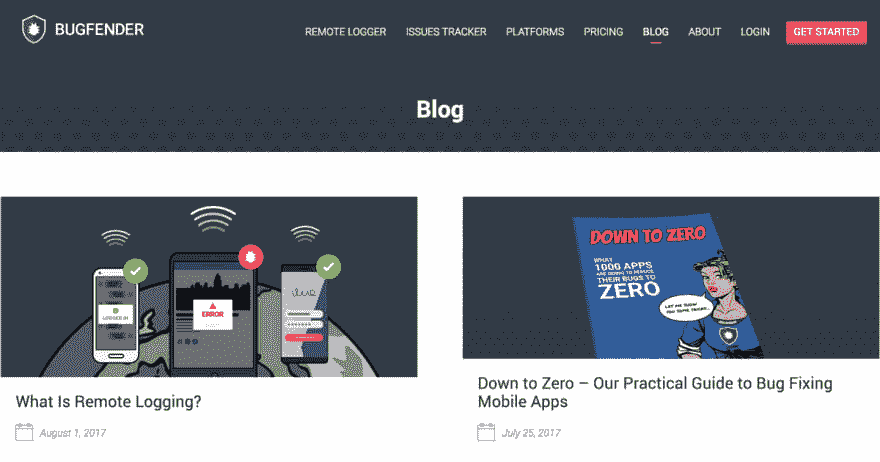 BUGFENDER
REMOTE LOGGER
ISSUES TRACKER
PLATFORMS
PRICING
BLOG
ABOUT
LOGIN
GET STARTED
Blog
LOGGED IN
ERROR
What Is Remote Logging?
August 1, 2017
DOWN TO ZERO
WHAT
1000 APPS
ARE DOING TO REDUCE
THEIR BUGS TO
ZERO
LET ME SHOW
YOU SOME TRICKS...
Down to Zero – Our Practical Guide to Bug Fixing
Mobile Apps
July 25, 2017